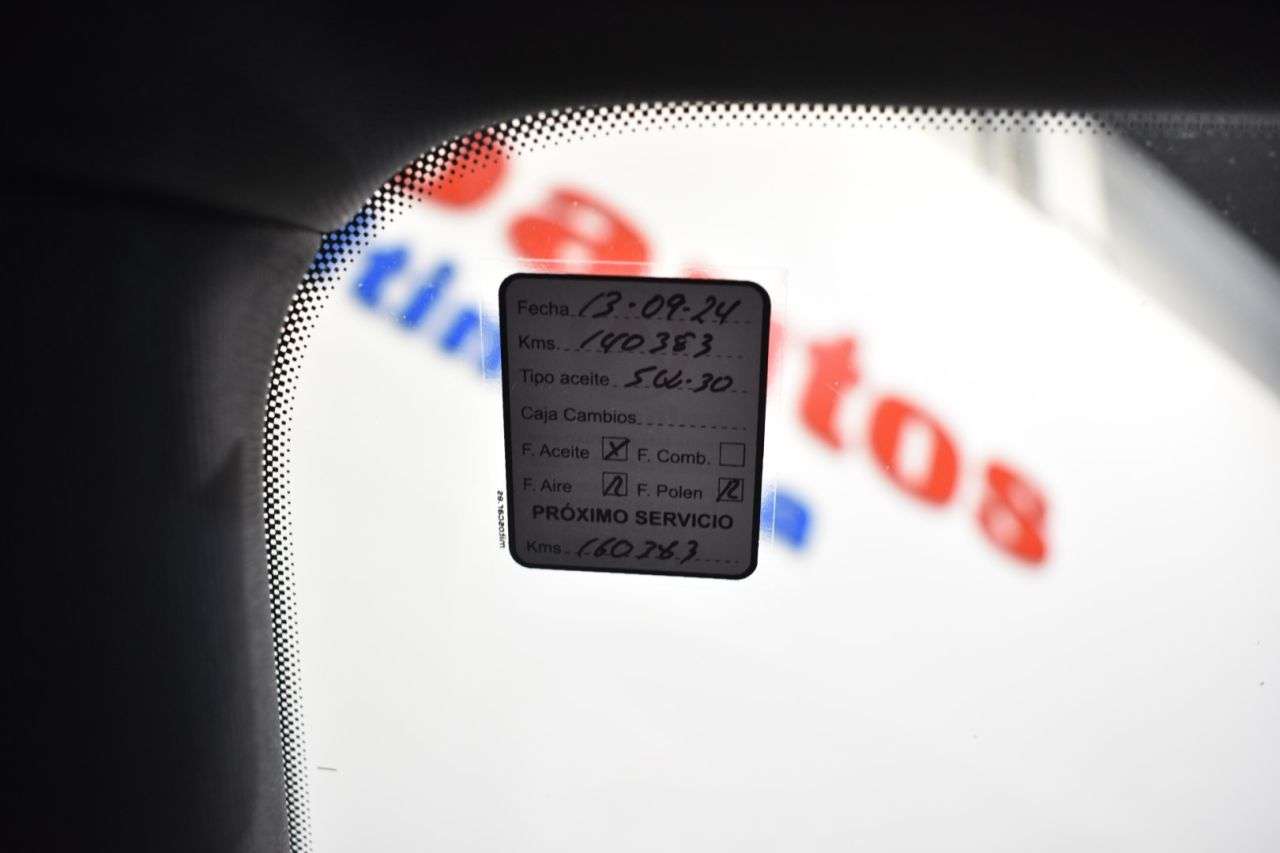 autos
Fecha 13-09-24
Kms. 140383
Tipo aceite 5W-30
Caja Cambios
F. Aceite X F. Comb.
F. Aire R F. Polen R
PRÓXIMO SERVICIO
Kms. 160383